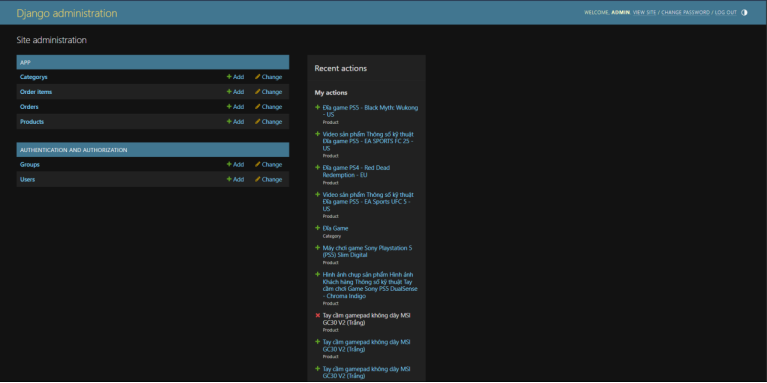 Django administration
WELCOME, ADMIN. VIEW SITE / CHANGE PASSWORD / LOG OUT
Site administration
APP
Categorys Add Change
Order items Add Change
Orders Add Change
Products Add Change
AUTHENTICATION AND AUTHORIZATION
Groups Add Change
Users Add Change
Recent actions
My actions
Đĩa game PS5 - Black Myth: Wukong
- US
Product
Video sản phẩm Thông số kỹ thuật
Đĩa game PS5 - EA SPORTS FC 25 -
US
Product
Đĩa game PS4 - Red Dead
Redemption - EU
Product
Video sản phẩm Thông số kỹ thuật
Đĩa game PS5 - EA Sports UFC 5 -
US
Product
Đĩa Game
Category
Máy chơi game Sony Playstation 5
(PS5) Slim Digital
Product
Hình ảnh chụp sản phẩm Hình ảnh
Khách hàng Thông số kỹ thuật Tay
cầm chơi Game Sony PS5 DualSense
- Chroma Indigo
Product
Tay cầm gamepad không dây MSI
GC30 V2 (Trắng)
Product
Tay cầm gamepad không dây MSI
GC30 V2 (Trắng)
Product
Tay cầm gamepad không dây MSI
GC30 V2 (Trắng)